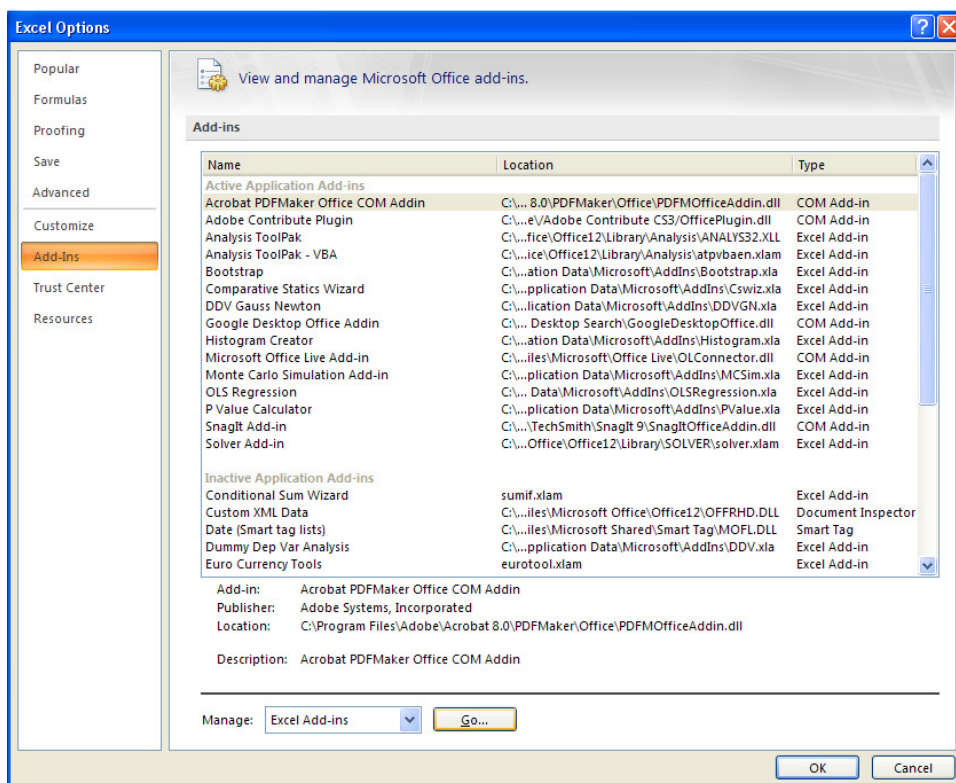 Excel Options
Popular
Formulas
Proofing
Save
Advanced
Customize
Add-Ins
Trust Center
Resources
View and manage Microsoft Office add-ins.
Add-ins
Name Location Type
Active Application Add-ins
Acrobat PDFMaker Office COM Addin C:\... 8.0\PDFMaker\Office\PDFMOfficeAddin.dll COM Add-in
Adobe Contribute Plugin C:\...e\/Adobe Contribute CS3/OfficePlugin.dll COM Add-in
Analysis ToolPak C:\...fice\Office12\Library\Analysis\ANALYS32.XLL Excel Add-in
Analysis ToolPak - VBA C:\...ice\Office12\Library\Analysis\atpvbaen.xlam Excel Add-in
Bootstrap C:\...ation Data\Microsoft\AddIns\Bootstrap.xla Excel Add-in
Comparative Statics Wizard C:\...pplication Data\Microsoft\AddIns\Cswiz.xla Excel Add-in
DDV Gauss Newton C:\...lication Data\Microsoft\AddIns\DDVGN.xla Excel Add-in
Google Desktop Office Addin C:\... Desktop Search\GoogleDesktopOffice.dll COM Add-in
Histogram Creator C:\...ation Data\Microsoft\AddIns\Histogram.xla Excel Add-in
Microsoft Office Live Add-in C:\...iles\Microsoft\Office Live\OLConnector.dll COM Add-in
Monte Carlo Simulation Add-in C:\...plication Data\Microsoft\AddIns\MCSim.xla Excel Add-in
OLS Regression C:\... Data\Microsoft\AddIns\OLSRegression.xla Excel Add-in
P Value Calculator C:\...plication Data\Microsoft\AddIns\PValue.xla Excel Add-in
SnagIt Add-in C:\...\TechSmith\SnagIt 9\SnagItOfficeAddin.dll COM Add-in
Solver Add-in C:\...Office\Office12\Library\SOLVER\solver.xlam Excel Add-in
Inactive Application Add-ins
Conditional Sum Wizard sumif.xlam Excel Add-in
Custom XML Data C:\...iles\Microsoft Office\Office12\OFFRHD.DLL Document Inspector
Date (Smart tag lists) C:\...iles\Microsoft Shared\Smart Tag\MOFL.DLL Smart Tag
Dummy Dep Var Analysis C:\...pplication Data\Microsoft\AddIns\DDV.xla Excel Add-in
Euro Currency Tools eurotool.xlam Excel Add-in
Add-in: Acrobat PDFMaker Office COM Addin
Publisher: Adobe Systems, Incorporated
Location: C:\Program Files\Adobe\Acrobat 8.0\PDFMaker\Office\PDFMOfficeAddin.dll
Description: Acrobat PDFMaker Office COM Addin
Manage: Excel Add-ins Go...
OK Cancel